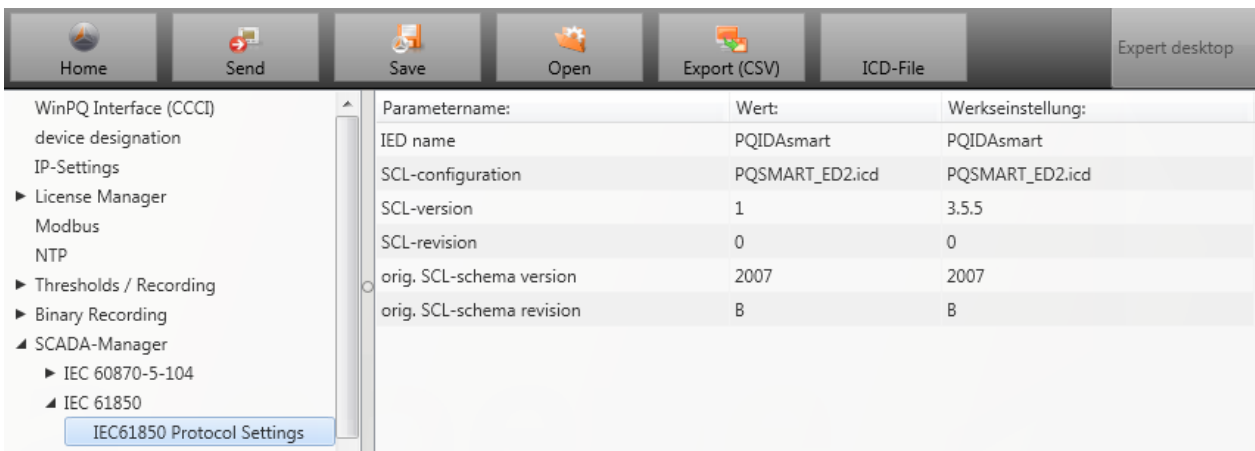 Home Send Save Open Export (CSV) ICD-File Expert desktop
WinPQ Interface (CCCI)
device designation
IP-Settings
License Manager
Modbus
NTP
Thresholds / Recording
Binary Recording
SCADA-Manager
IEC 60870-5-104
IEC 61850
IEC61850 Protocol Settings
Parametername: Wert: Werkseinstellung:
IED name PQIDAsmart PQIDAsmart
SCL-configuration PQSMART_ED2.icd PQSMART_ED2.icd
SCL-version 1 3.5.5
SCL-revision 0 0
orig. SCL-schema version 2007 2007
orig. SCL-schema revision B B